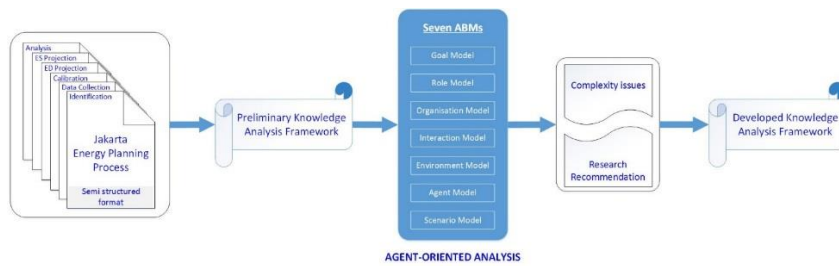 Analysis
ES Projection
ED Projection
Calibration
Data Collection
Identification
Jakarta
Energy Planning
Process
Semi structured
format
Preliminary Knowledge
Analysis Framework
Seven ABMs
Goal Model
Role Model
Organisation Model
Interaction Model
Environment Model
Agent Model
Scenario Model
AGENT-ORIENTED ANALYSIS
Complexity issues
Research
Recommendation
Developed Knowledge
Analysis Framework